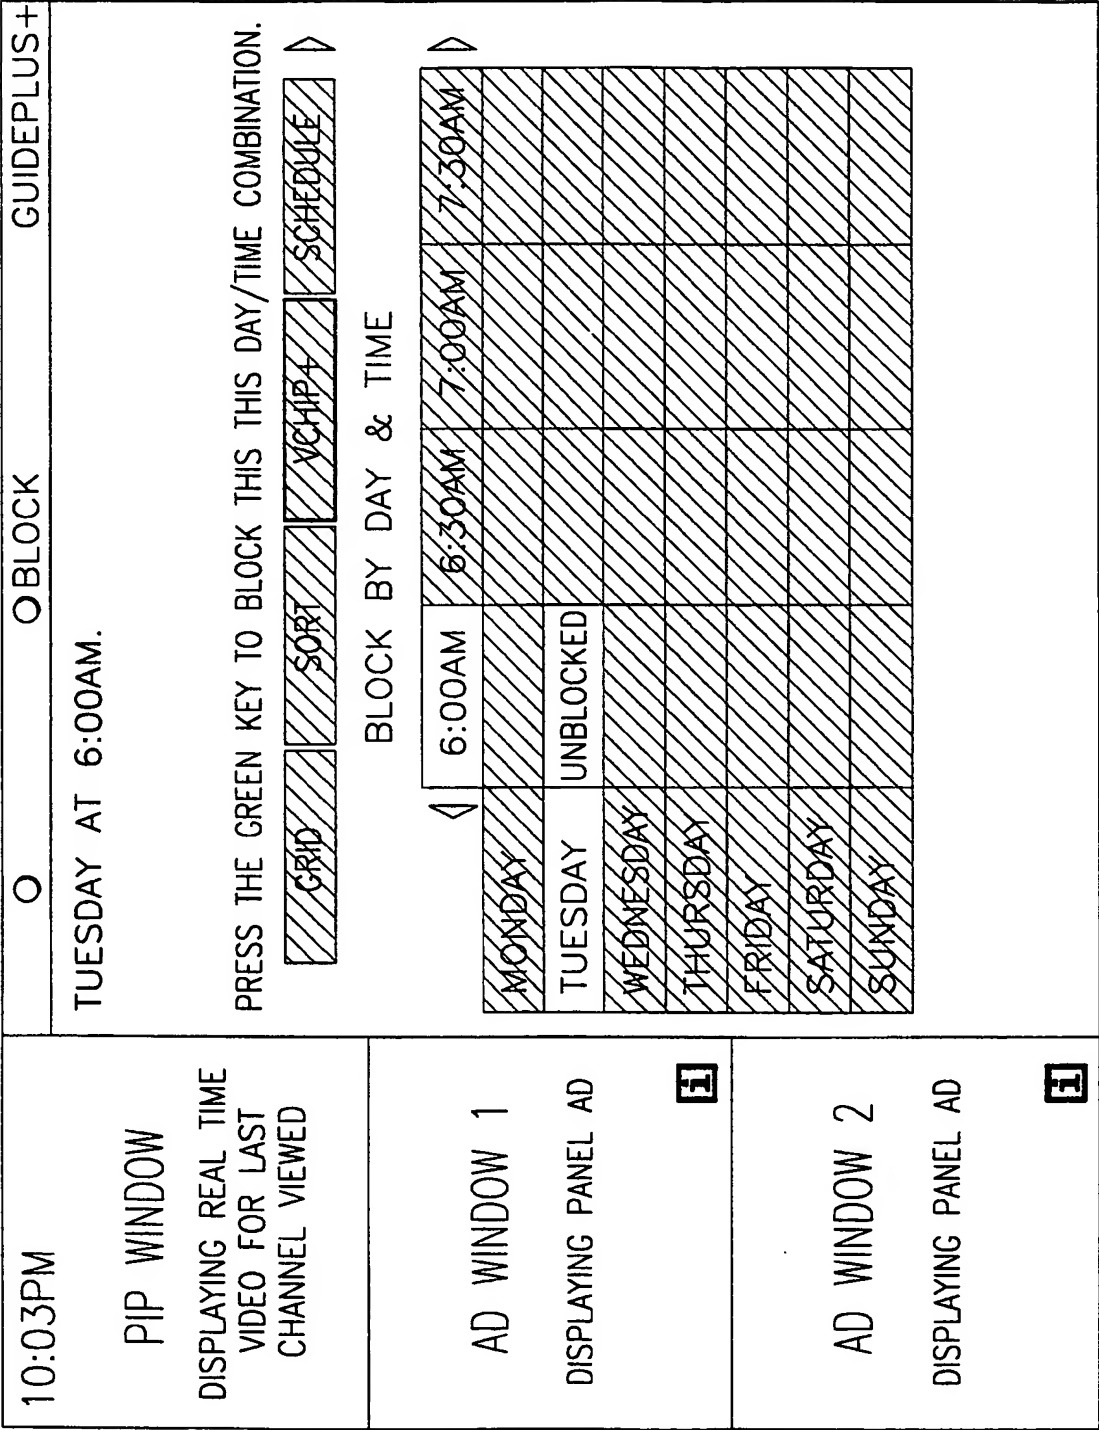 10:03PM
PIP WINDOW
DISPLAYING REAL TIME
VIDEO FOR LAST
CHANNEL VIEWED
AD WINDOW 1
DISPLAYING PANEL AD
i
AD WINDOW 2
DISPLAYING PANEL AD
i
BLOCK GUIDEPLUS+
TUESDAY AT 6:00AM.
PRESS THE GREEN KEY TO BLOCK THIS THIS DAY/TIME COMBINATION.
GRID SORT VCHIP+ SCHEDULE
BLOCK BY DAY & TIME
6:00AM 6:30AM 7:00AM 7:30AM
MONDAY
TUESDAY UNBLOCKED
WEDNESDAY
THURSDAY
FRIDAY
SATURDAY
SUNDAY